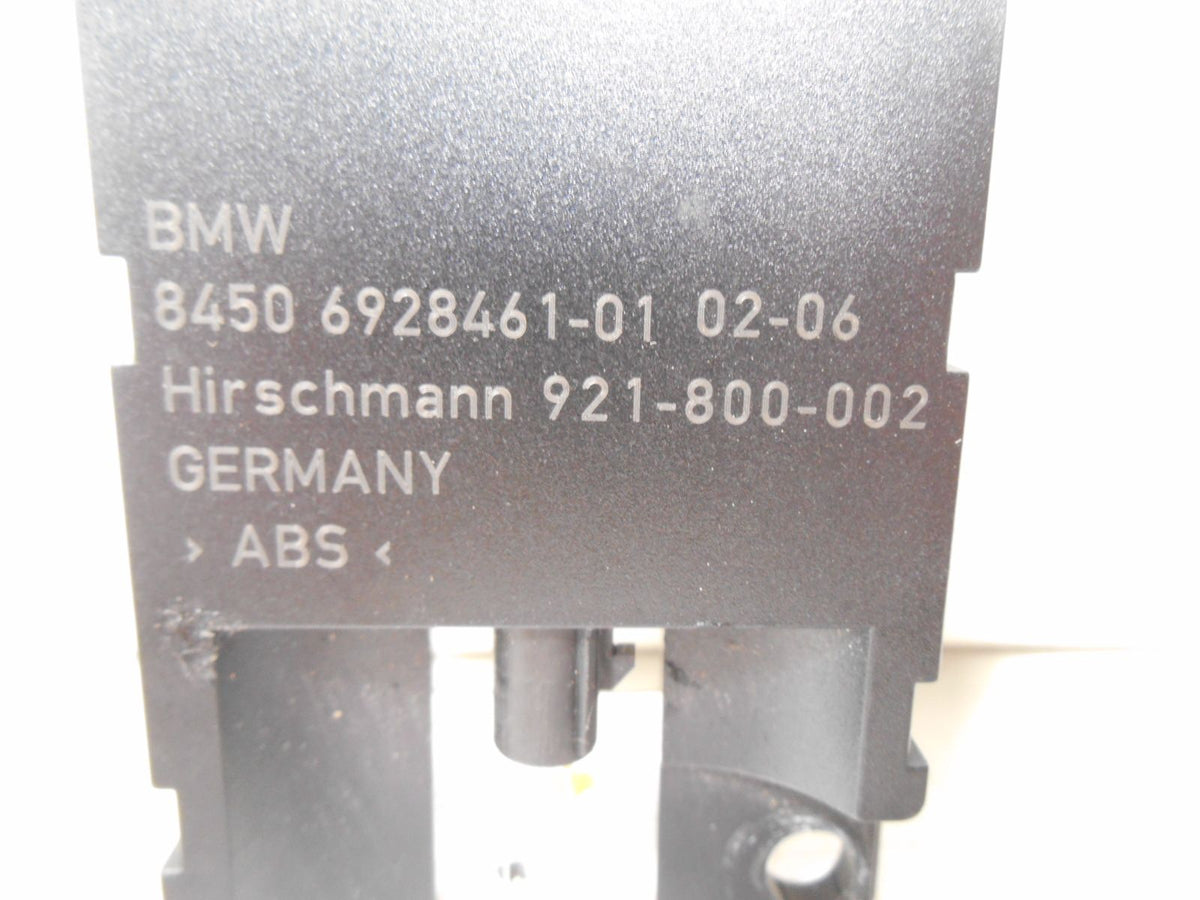 BMW
8450 6928461-01 02-06
Hirschmann 921-800-002
GERMANY
> ABS <